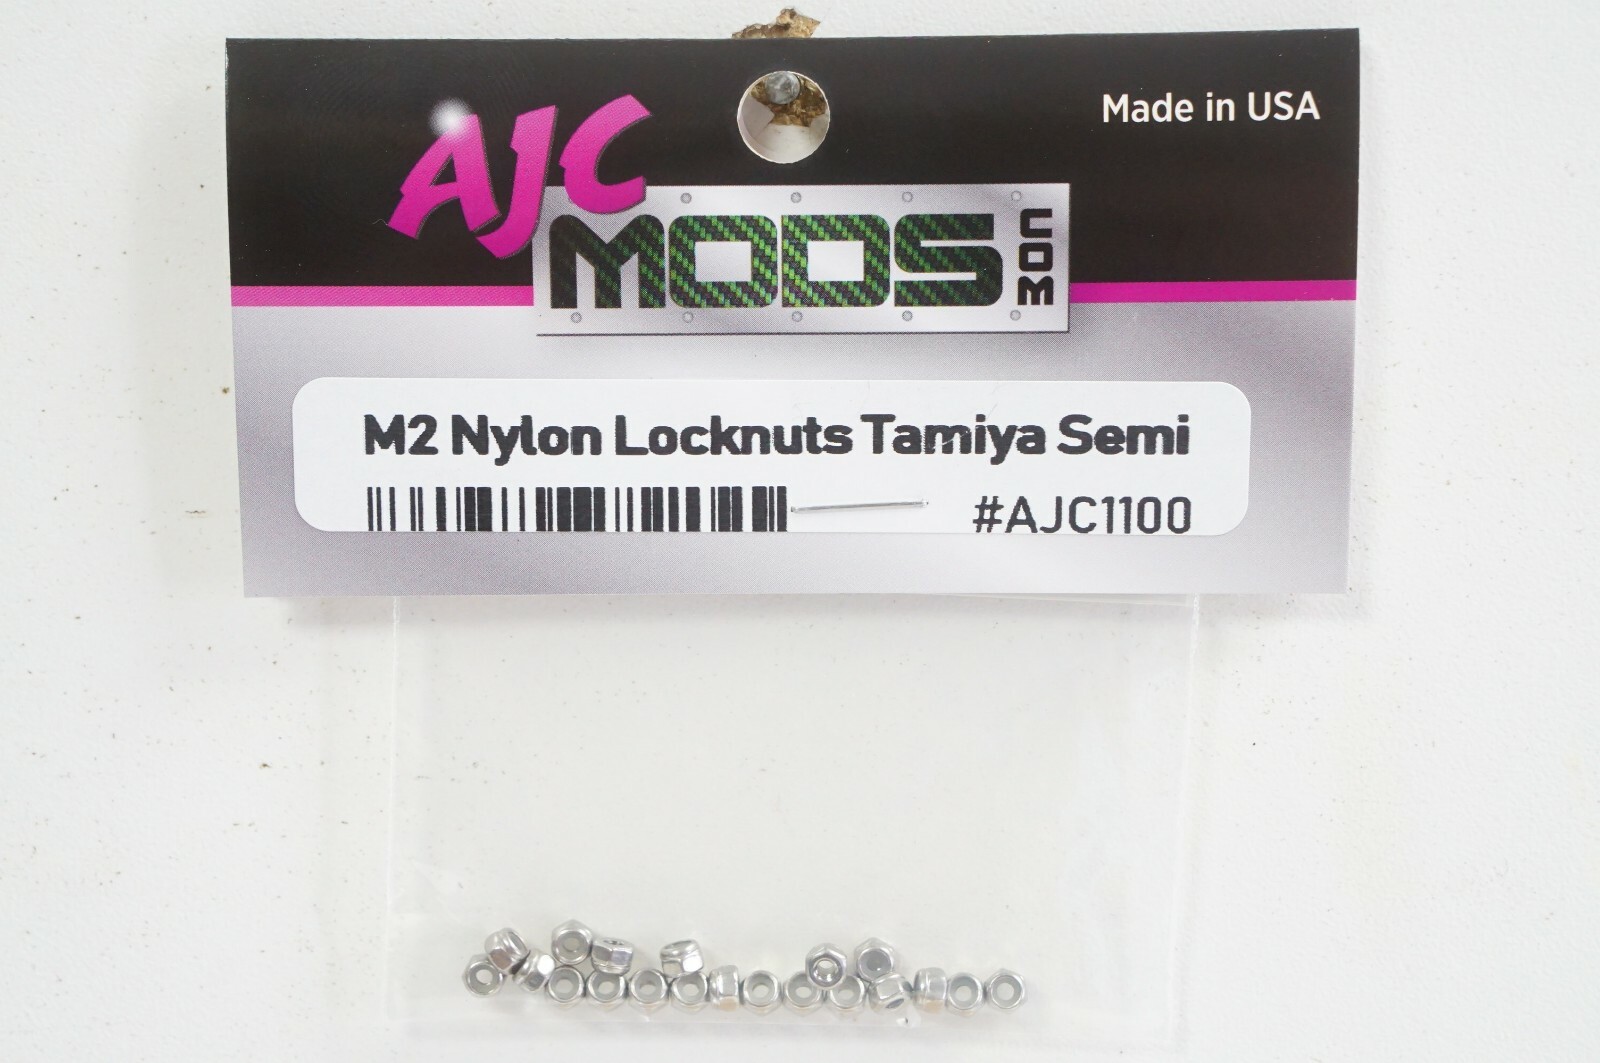 Made in USA
AJC
MODS
COM
M2 Nylon Locknuts Tamiya Semi
#AJC1100